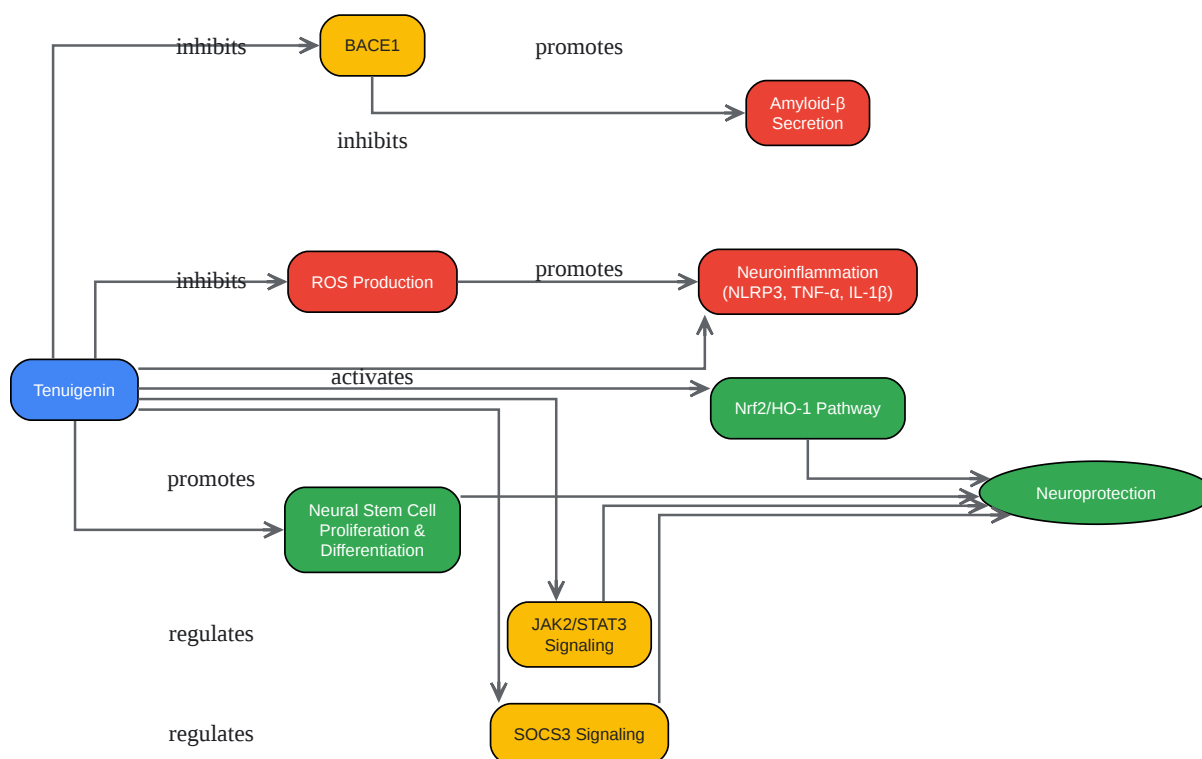 inhibits
BACE1
promotes
Amyloid-β
Secretion
inhibits
inhibits
ROS Production
promotes
Neuroinflammation
(NLRP3, TNF-α, IL-1β)
activates
Tenuigenin
Nrf2/HO-1 Pathway
promotes
Neural Stem Cell
Proliferation &
Differentiation
Neuroprotection
regulates
JAK2/STAT3
Signaling
regulates
SOCS3 Signaling